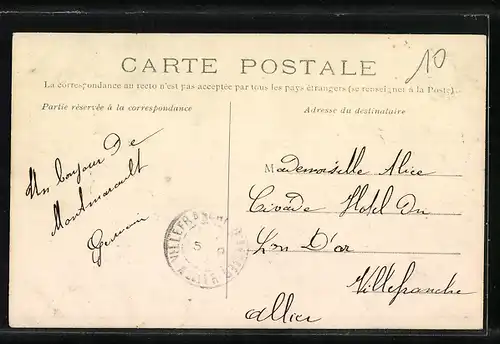 10
CARTE POSTALE
La correspondance au recto n'est pas acceptée par tous les pays étrangers (se renseigner à la Poste).
Partie réservée à la correspondance
Adresse du destinataire
Un bonjour de
Montmarault
Germain
VILLEFRANCHE
Mademoiselle Alice
Civade Hotel Du
Lion D'or
Villefranche
Allier